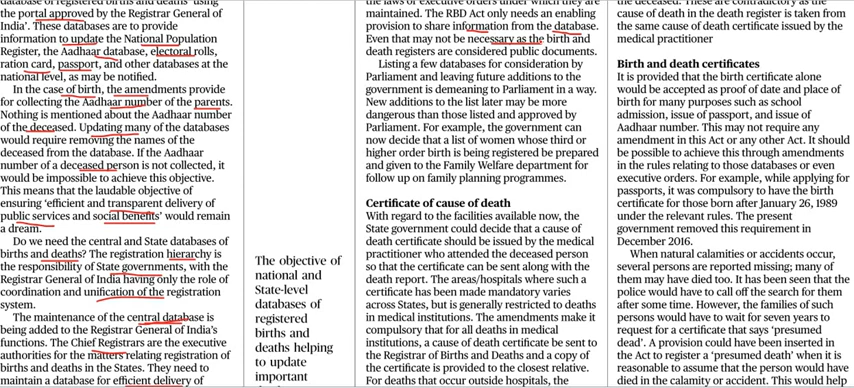 database of registered births and deaths 'using
the portal approved by the Registrar General of
India'. These databases are to provide
information to update the National Population
Register, the Aadhaar database, electoral rolls,
ration card, passport, and other databases at the
national level, as may be notified.
In the case of birth, the amendments provide
for collecting the Aadhaar number of the parents.
Nothing is mentioned about the Aadhaar number
of the deceased. Updating many of the databases
would require removing the names of the
deceased from the database. If the Aadhaar
number of a deceased person is not collected, it
would be impossible to achieve this objective.
This means that the laudable objective of
ensuring 'efficient and transparent delivery of
public services and social benefits' would remain
a dream.
Do we need the central and State databases of
births and deaths? The registration hierarchy is
the responsibility of State governments, with the
Registrar General of India having only the role of
coordination and unification of the registration
system.
The maintenance of the central database is
being added to the Registrar General of India's
functions. The Chief Registrars are the executive
authorities for the matters relating registration of
births and deaths in the States. They need to
maintain a database for efficient delivery of
The objective of
national and
State-level
databases of
registered
births and
deaths helping
to update
important
the laws or executive orders under which they are
maintained. The RBD Act only needs an enabling
provision to share information from the database.
Even that may not be necessary as the birth and
death registers are considered public documents.
Listing a few databases for consideration by
Parliament and leaving future additions to the
government is demeaning to Parliament in a way.
New additions to the list later may be more
dangerous than those listed and approved by
Parliament. For example, the government can
now decide that a list of women whose third or
higher order birth is being registered be prepared
and given to the Family Welfare department for
follow up on family planning programmes.
Certificate of cause of death
With regard to the facilities available now, the
State government could decide that a cause of
death certificate should be issued by the medical
practitioner who attended the deceased person
so that the certificate can be sent along with the
death report. The areas/hospitals where such a
certificate has been made mandatory varies
across States, but is generally restricted to deaths
in medical institutions. The amendments make it
compulsory that for all deaths in medical
institutions, a cause of death certificate be sent to
the Registrar of Births and Deaths and a copy of
the certificate is provided to the closest relative.
For deaths that occur outside hospitals, the
the deceased. These are contradictory as the
cause of death in the death register is taken from
the same cause of death certificate issued by the
medical practitioner
Birth and death certificates
It is provided that the birth certificate alone
would be accepted as proof of date and place of
birth for many purposes such as school
admission, issue of passport, and issue of
Aadhaar number. This may not require any
amendment in this Act or any other Act. It should
be possible to achieve this through amendments
in the rules relating to those databases or even
executive orders. For example, while applying for
passports, it was compulsory to have the birth
certificate for those born after January 26, 1989
under the relevant rules. The present
government removed this requirement in
December 2016.
When natural calamities or accidents occur,
several persons are reported missing; many of
them may have died too. It has been seen that the
police would have to call off the search for them
after some time. However, the families of such
persons would have to wait for seven years to
request for a certificate that says 'presumed
dead'. A provision could have been inserted in
the Act to register a 'presumed death' when it is
reasonable to assume that the person would have
died in the calamity or accident. This would help